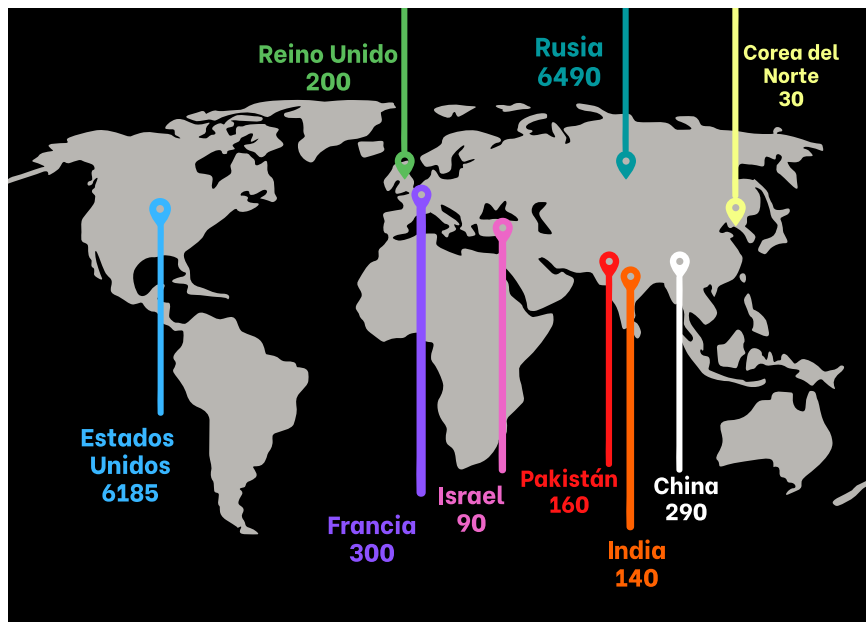 Reino Unido
200
Rusia
6490
Corea del
Norte
30
Estados
Unidos
6185
Francia
300
Israel
90
Pakistán
160
India
140
China
290